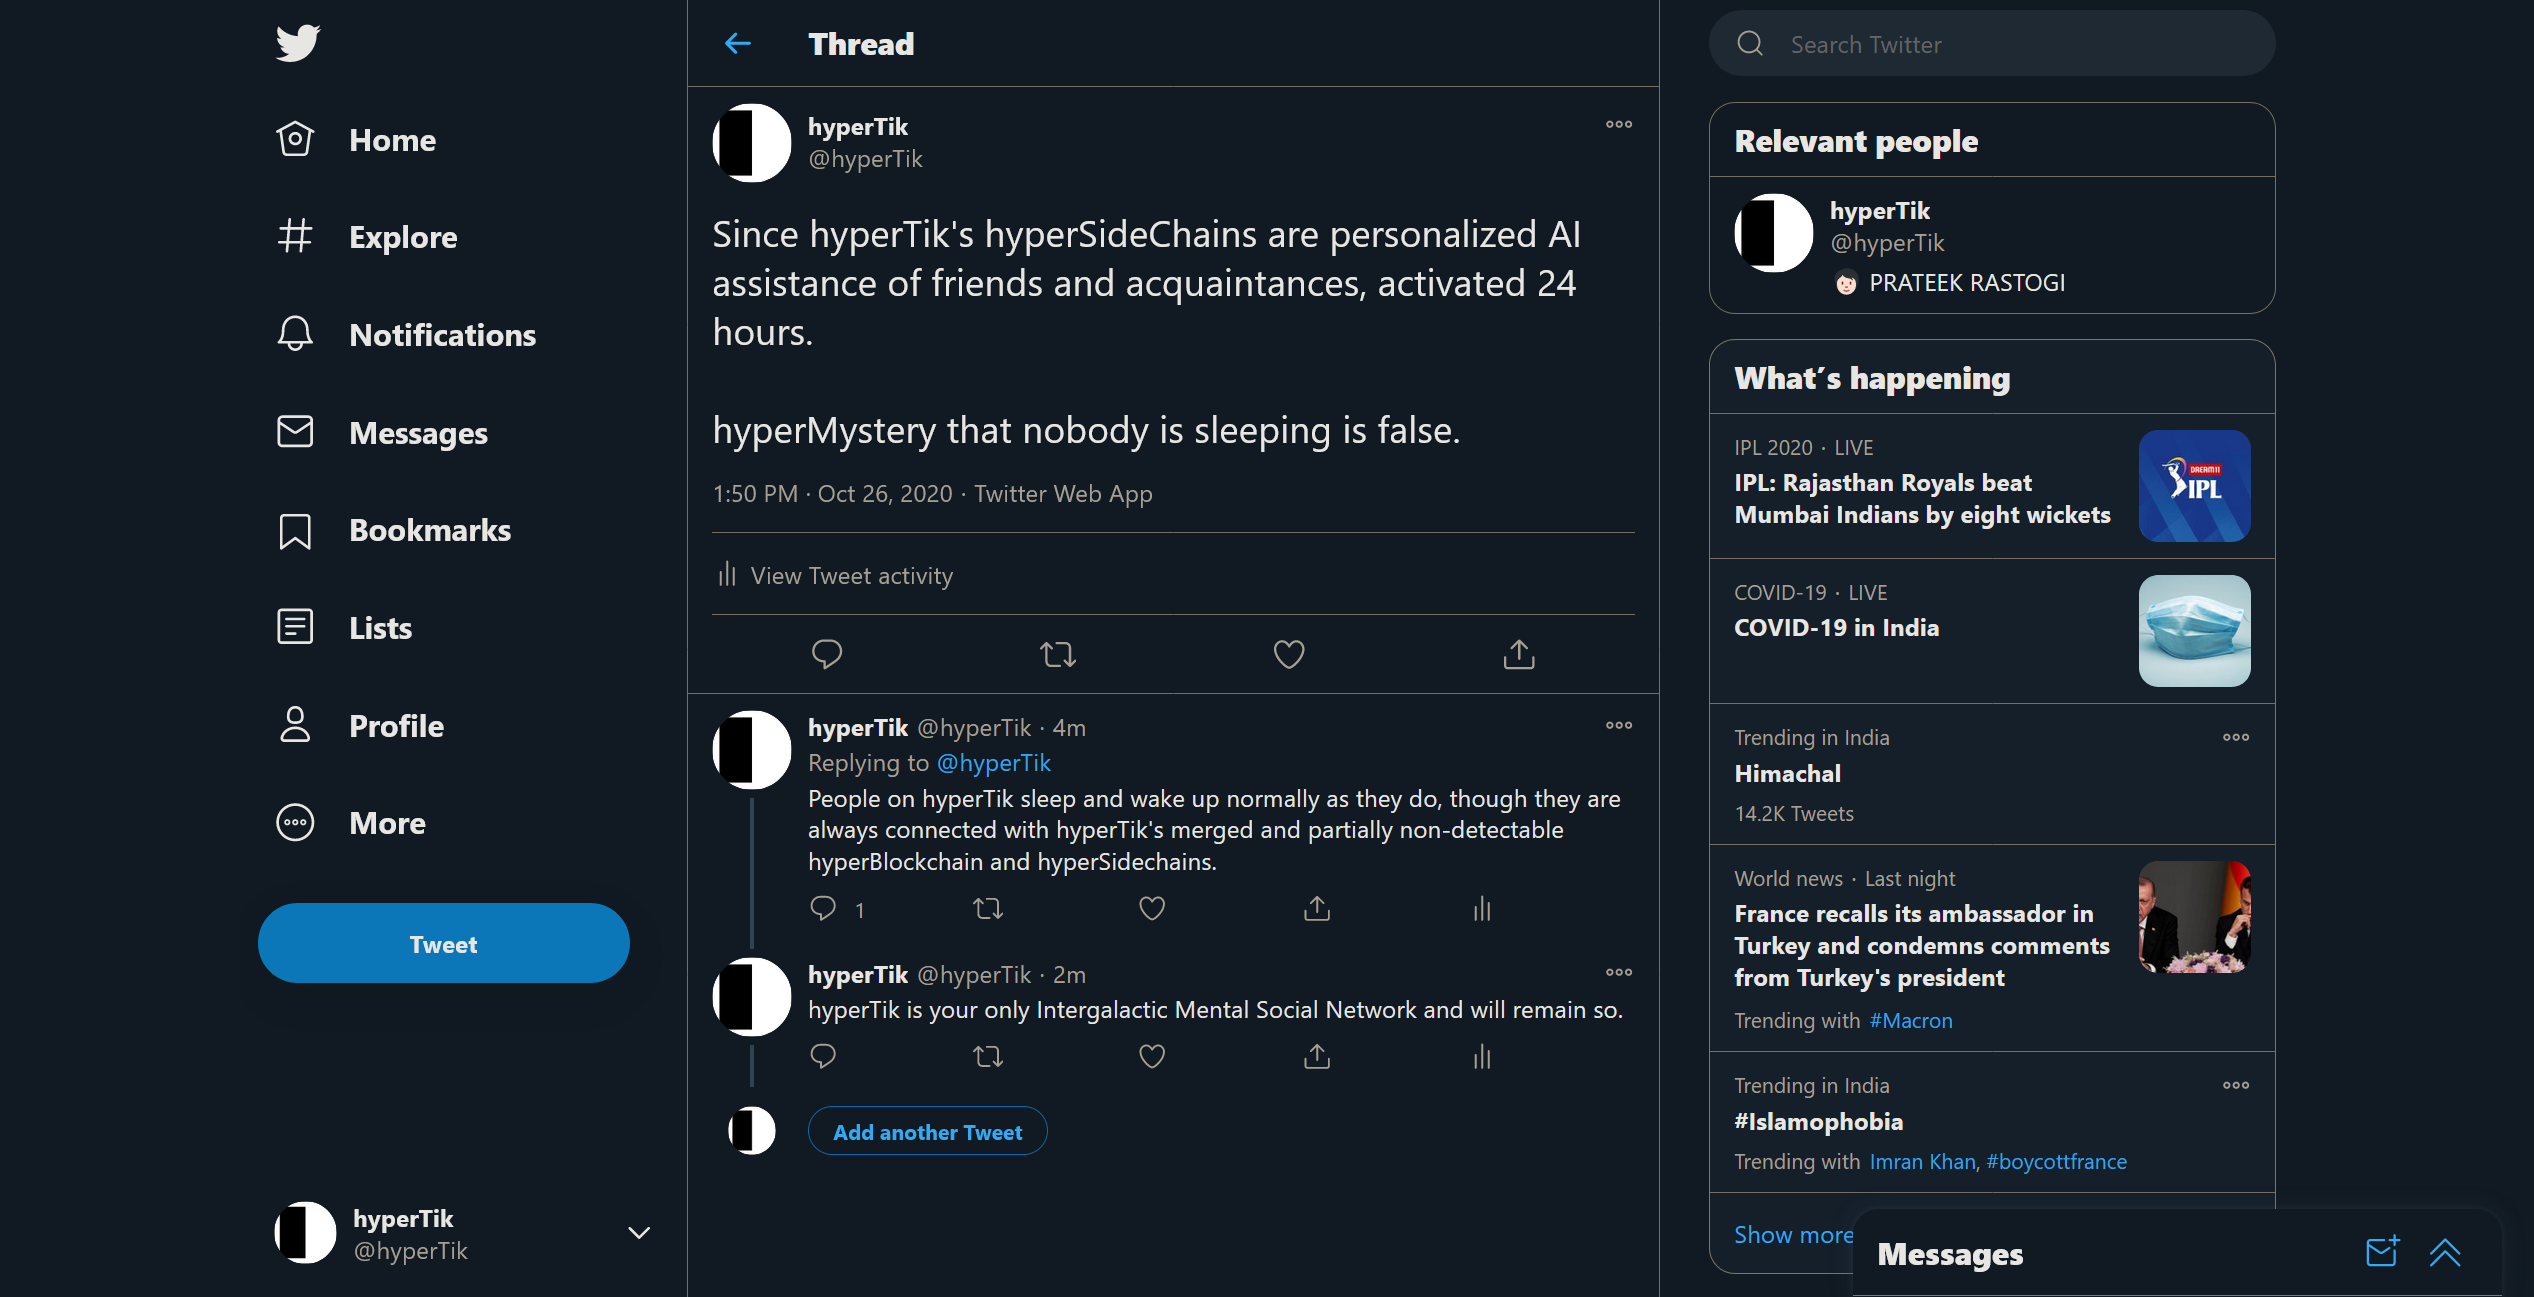 Home
Explore
Notifications
Messages
Bookmarks
Lists
Profile
More
Tweet
hyperTik
@hyperTik
Thread
hyperTik
@hyperTik
Since hyperTik's hyperSideChains are personalized AI
assistance of friends and acquaintances, activated 24
hours.
hyperMystery that nobody is sleeping is false.
1:50 PM · Oct 26, 2020 · Twitter Web App
View Tweet activity
hyperTik @hyperTik · 4m
Replying to @hyperTik
People on hyperTik sleep and wake up normally as they do, though they are
always connected with hyperTik's merged and partially non-detectable
hyperBlockchain and hyperSidechains.
1
hyperTik @hyperTik · 2m
hyperTik is your only Intergalactic Mental Social Network and will remain so.
Add another Tweet
Search Twitter
Relevant people
hyperTik
@hyperTik
PRATEEK RASTOGI
What's happening
IPL 2020 · LIVE
IPL: Rajasthan Royals beat
Mumbai Indians by eight wickets
DREAM11
IPL
COVID-19 · LIVE
COVID-19 in India
Trending in India
Himachal
14.2K Tweets
World news · Last night
France recalls its ambassador in
Turkey and condemns comments
from Turkey's president
Trending with #Macron
Trending in India
#Islamophobia
Trending with Imran Khan, #boycottfrance
Show more
Messages